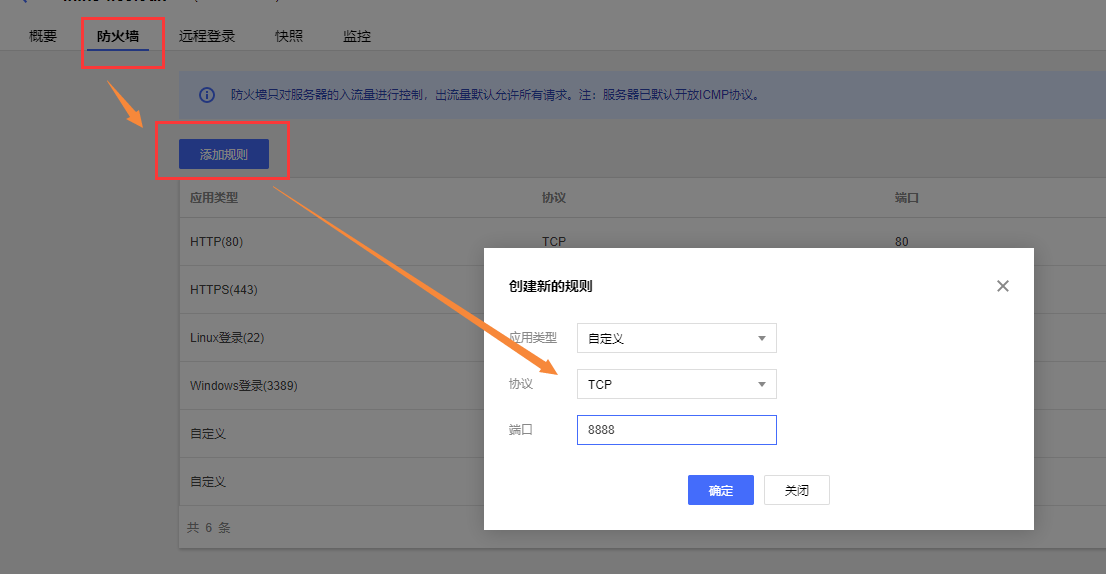 概要 防火墙 远程登录 快照 监控
防火墙只对服务器的入流量进行控制，出流量默认允许所有请求。注：服务器已默认开放ICMP协议。
添加规则
应用类型 协议 端口
HTTP(80) TCP 80
HTTPS(443)
Linux登录(22)
Windows登录(3389)
自定义
自定义
共 6 条
创建新的规则
应用类型 自定义
协议 TCP
端口 8888
确定 关闭